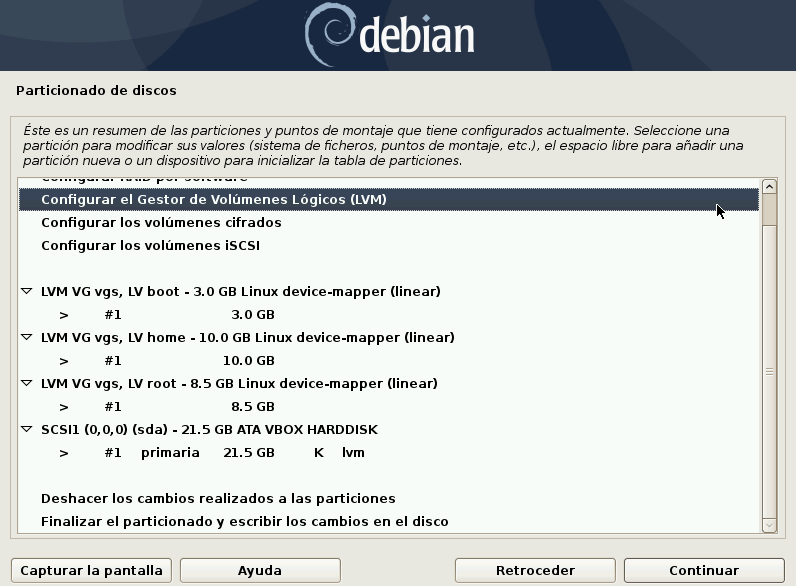 debian
Particionado de discos
Éste es un resumen de las particiones y puntos de montaje que tiene configurados actualmente. Seleccione una
partición para modificar sus valores (sistema de ficheros, puntos de montaje, etc.), el espacio libre para añadir una
partición nueva o un dispositivo para inicializar la tabla de particiones.
Configurar RAID por software
Configurar el Gestor de Volúmenes Lógicos (LVM)
Configurar los volúmenes cifrados
Configurar los volúmenes iSCSI
LVM VG vgs, LV boot - 3.0 GB Linux device-mapper (linear)
> #1 3.0 GB
LVM VG vgs, LV home - 10.0 GB Linux device-mapper (linear)
> #1 10.0 GB
LVM VG vgs, LV root - 8.5 GB Linux device-mapper (linear)
> #1 8.5 GB
SCSI1 (0,0,0) (sda) - 21.5 GB ATA VBOX HARDDISK
> #1 primaria 21.5 GB K lvm
Deshacer los cambios realizados a las particiones
Finalizar el particionado y escribir los cambios en el disco
Capturar la pantalla Ayuda Retroceder Continuar